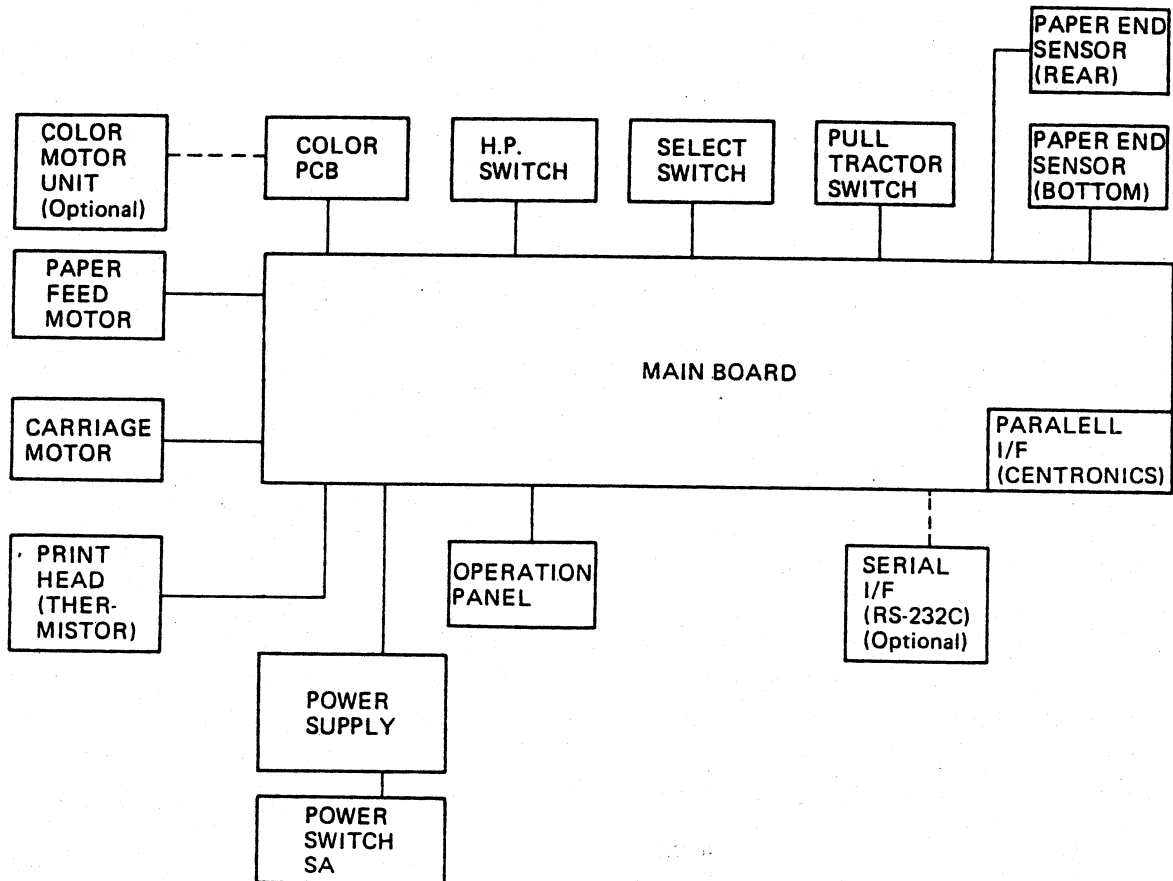 PAPER END
SENSOR
(REAR)
COLOR
MOTOR
UNIT
(Optional)
COLOR
PCB
H.P.
SWITCH
SELECT
SWITCH
PULL
TRACTOR
SWITCH
PAPER END
SENSOR
(BOTTOM)
PAPER
FEED
MOTOR
MAIN BOARD
CARRIAGE
MOTOR
PARALELL
I/F
(CENTRONICS)
PRINT
HEAD
(THER-
MISTOR)
OPERATION
PANEL
SERIAL
I/F
(RS-232C)
(Optional)
POWER
SUPPLY
POWER
SWITCH
SA